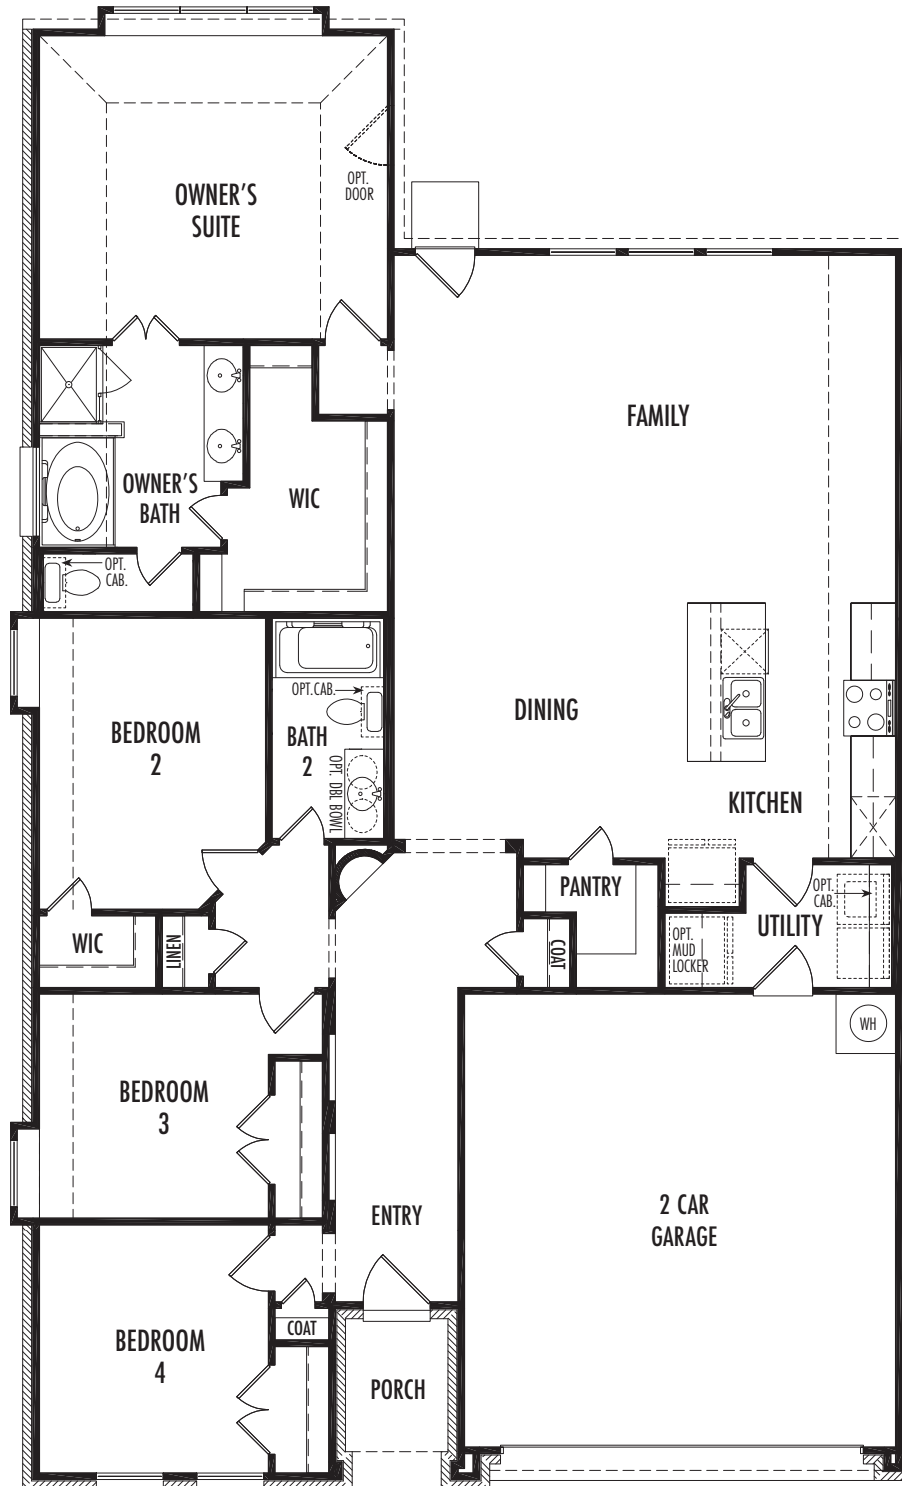 OWNER'S
SUITE
OPT.
DOOR
FAMILY
OWNER'S
BATH
WIC
OPT.
CAB.
BEDROOM
2
OPT.CAB.
BATH
2
OPT. DBL BOWL
DINING
KITCHEN
PANTRY
OPT.
CAB.
UTILITY
OPT.
MUD
LOCKER
WIC
LINEN
COAT
WH
BEDROOM
3
ENTRY
2 CAR
GARAGE
BEDROOM
4
COAT
PORCH